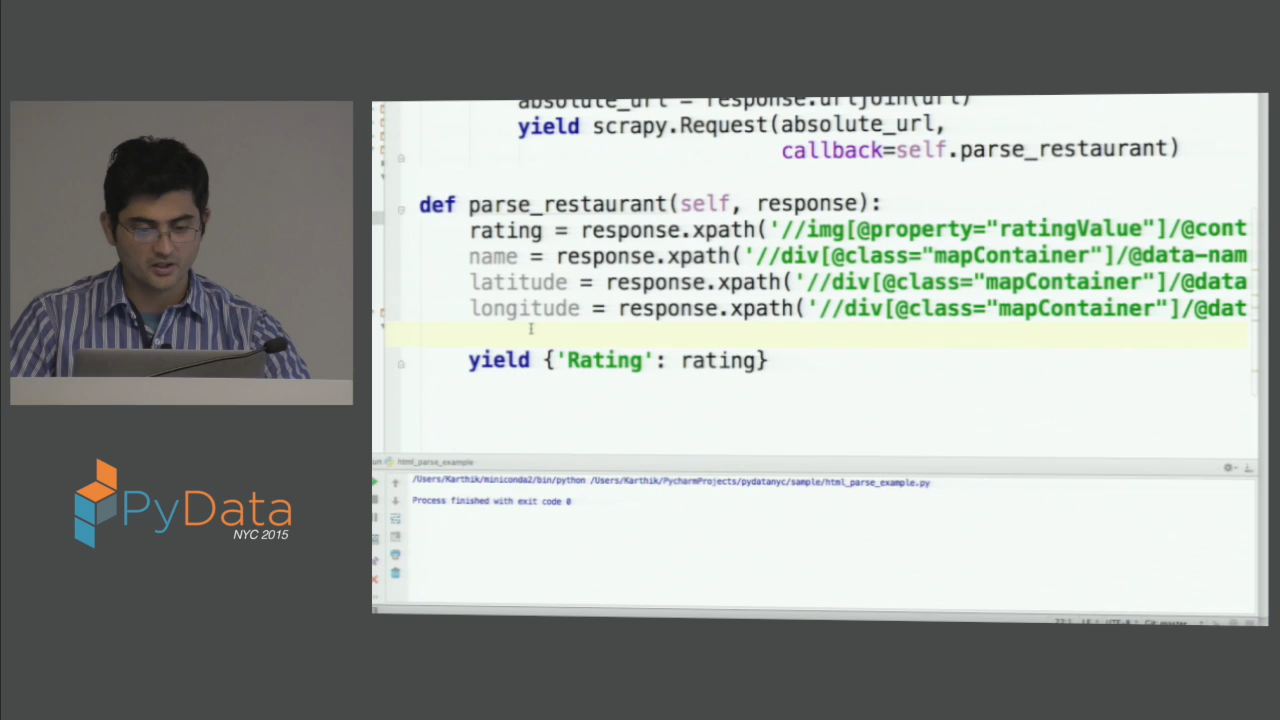 absolute_url = response.urljoin(url)
yield scrapy.Request(absolute_url,
callback=self.parse_restaurant)
def parse_restaurant(self, response):
rating = response.xpath('//img[@property="ratingValue"]/@cont
name = response.xpath('//div[@class="mapContainer"]/@data-nam
latitude = response.xpath('//div[@class="mapContainer"]/@data
longitude = response.xpath('//div[@class="mapContainer"]/@dat
yield {'Rating': rating}
html_parse_example
/Users/Karthik/miniconda2/bin/python /Users/Karthik/PycharmProjects/pydatanyc/sample/html_parse_example.py
Process finished with exit code 0
PyData
NYC 2015